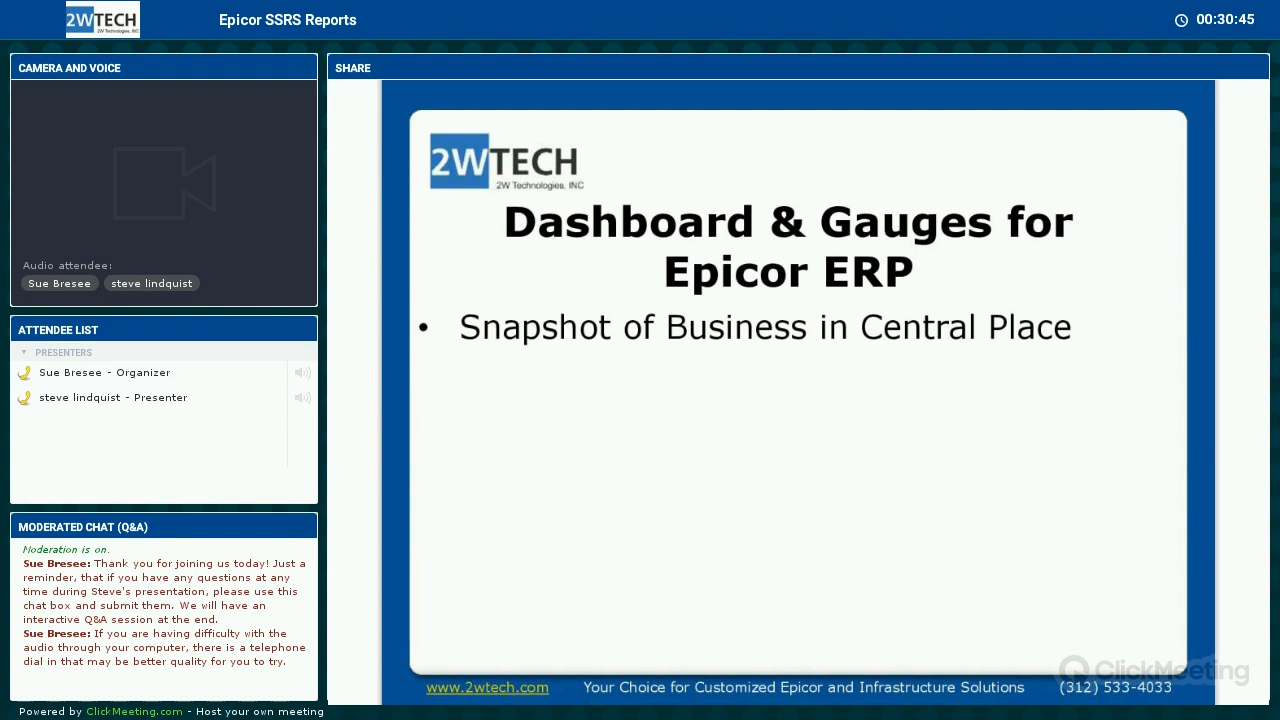 2WTECH
2W Technologies, INC
Epicor SSRS Reports
00:30:45
CAMERA AND VOICE
Audio attendee:
Sue Bresee
steve lindquist
ATTENDEE LIST
PRESENTERS
Sue Bresee - Organizer
steve lindquist - Presenter
MODERATED CHAT (Q&A)
Moderation is on.
Sue Bresee: Thank you for joining us today! Just a
reminder, that if you have any questions at any
time during Steve's presentation, please use this
chat box and submit them. We will have an
interactive Q&A session at the end.
Sue Bresee: If you are having difficulty with the
audio through your computer, there is a telephone
dial in that may be better quality for you to try.
Powered by ClickMeeting.com - Host your own meeting
SHARE
2WTECH
2W Technologies, INC
Dashboard & Gauges for
Epicor ERP
• Snapshot of Business in Central Place
ClickMeeting
www.2wtech.com Your Choice for Customized Epicor and Infrastructure Solutions (312) 533-4033